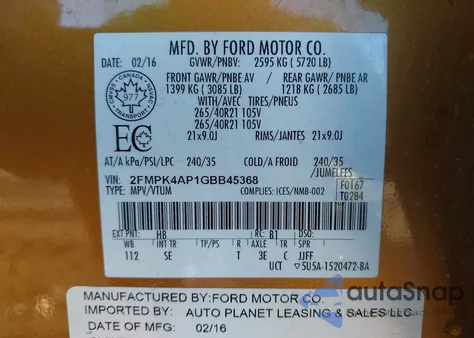 MFD. BY FORD MOTOR CO.
DATE: 02/16 GVWR/PNBV: 2595 KG ( 5720 LB)
FRONT GAWR/PNBE AV / REAR GAWR/PNBE AR
1399 KG ( 3085 LB) 1218 KG ( 2685 LB)
WITH/AVEC TIRES/PNEUS
265/40R21 105V
265/40R21 105V
RIMS/JANTES 21x9.0J
21x9.0J
CANADA
977
EC
AT/A kPa/PSI/LPC 240/35 COLD/A FROID 240/35
/JUMELEES
VIN: 2FMPK4AP1GBB45368
TYPE: MPV/VTUM COMPLIES: ICES/NMB-002
F0167
T0284
EXT PNT: HB RC: B1 DSO:
WB INT TR TP/PS R AXLE TR SPR
112 SE T 3E C JJFF
UCT 5U5A-1520472-BA
autoSnap
MANUFACTURED BY:FORD MOTOR CO.
IMPORTED BY: AUTO PLANET LEASING & SALES LLC
DATE OF MFG: 02/16